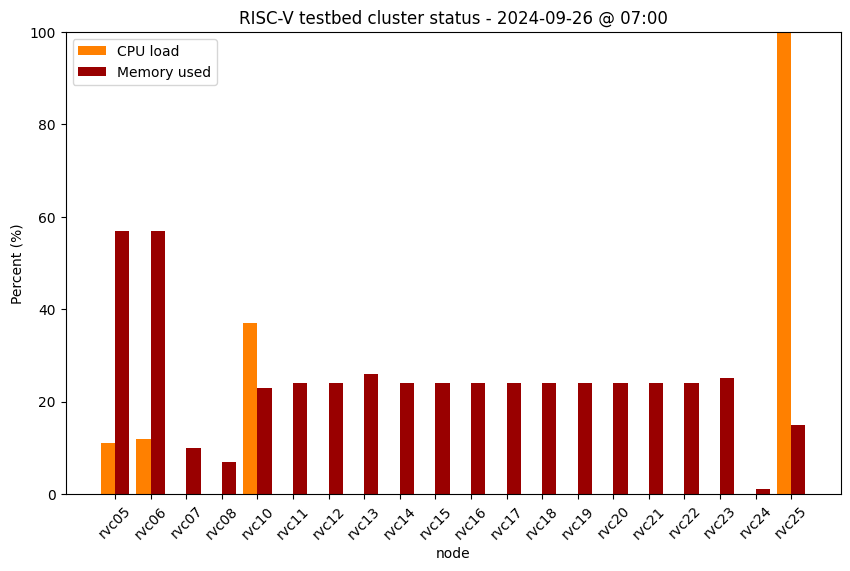 RISC-V testbed cluster status - 2024-09-26 @ 07:00
CPU load
Memory used
Percent (%)
100
80
60
40
20
0
rvc05
rvc06
rvc07
rvc08
rvc10
rvc11
rvc12
rvc13
rvc14
rvc15
rvc16
rvc17
rvc18
rvc19
rvc20
rvc21
rvc22
rvc23
rvc24
rvc25
node